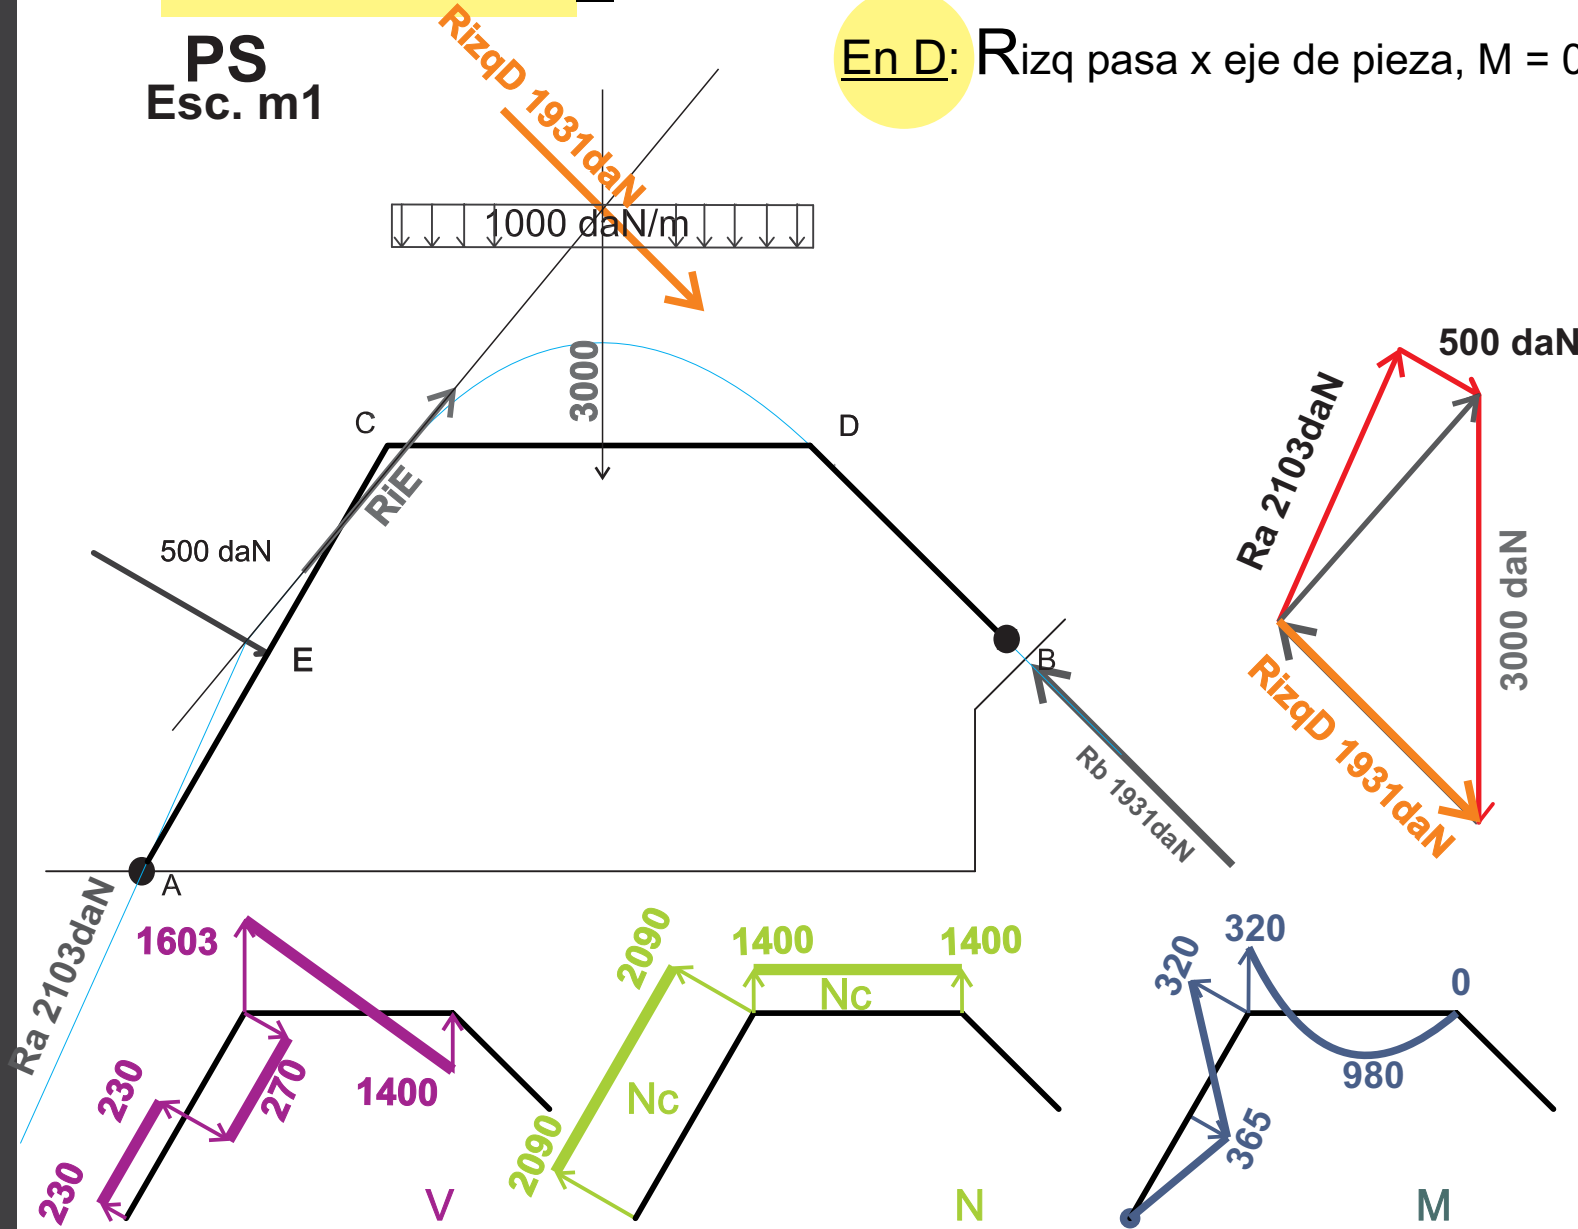 PS
Esc. m1
RizqD 1931daN
En D: Rizq pasa x eje de pieza, M = 0
1000 daN/m
3000
C
D
RiE
500 daN
E
B
Rb 1931daN
A
Ra 2103daN
500 daN
Ra 2103daN
3000 daN
RizqD 1931daN
1603
230
230
270
1400
V
2090
2090
Nc
1400
1400
Nc
N
320
320
0
980
365
M